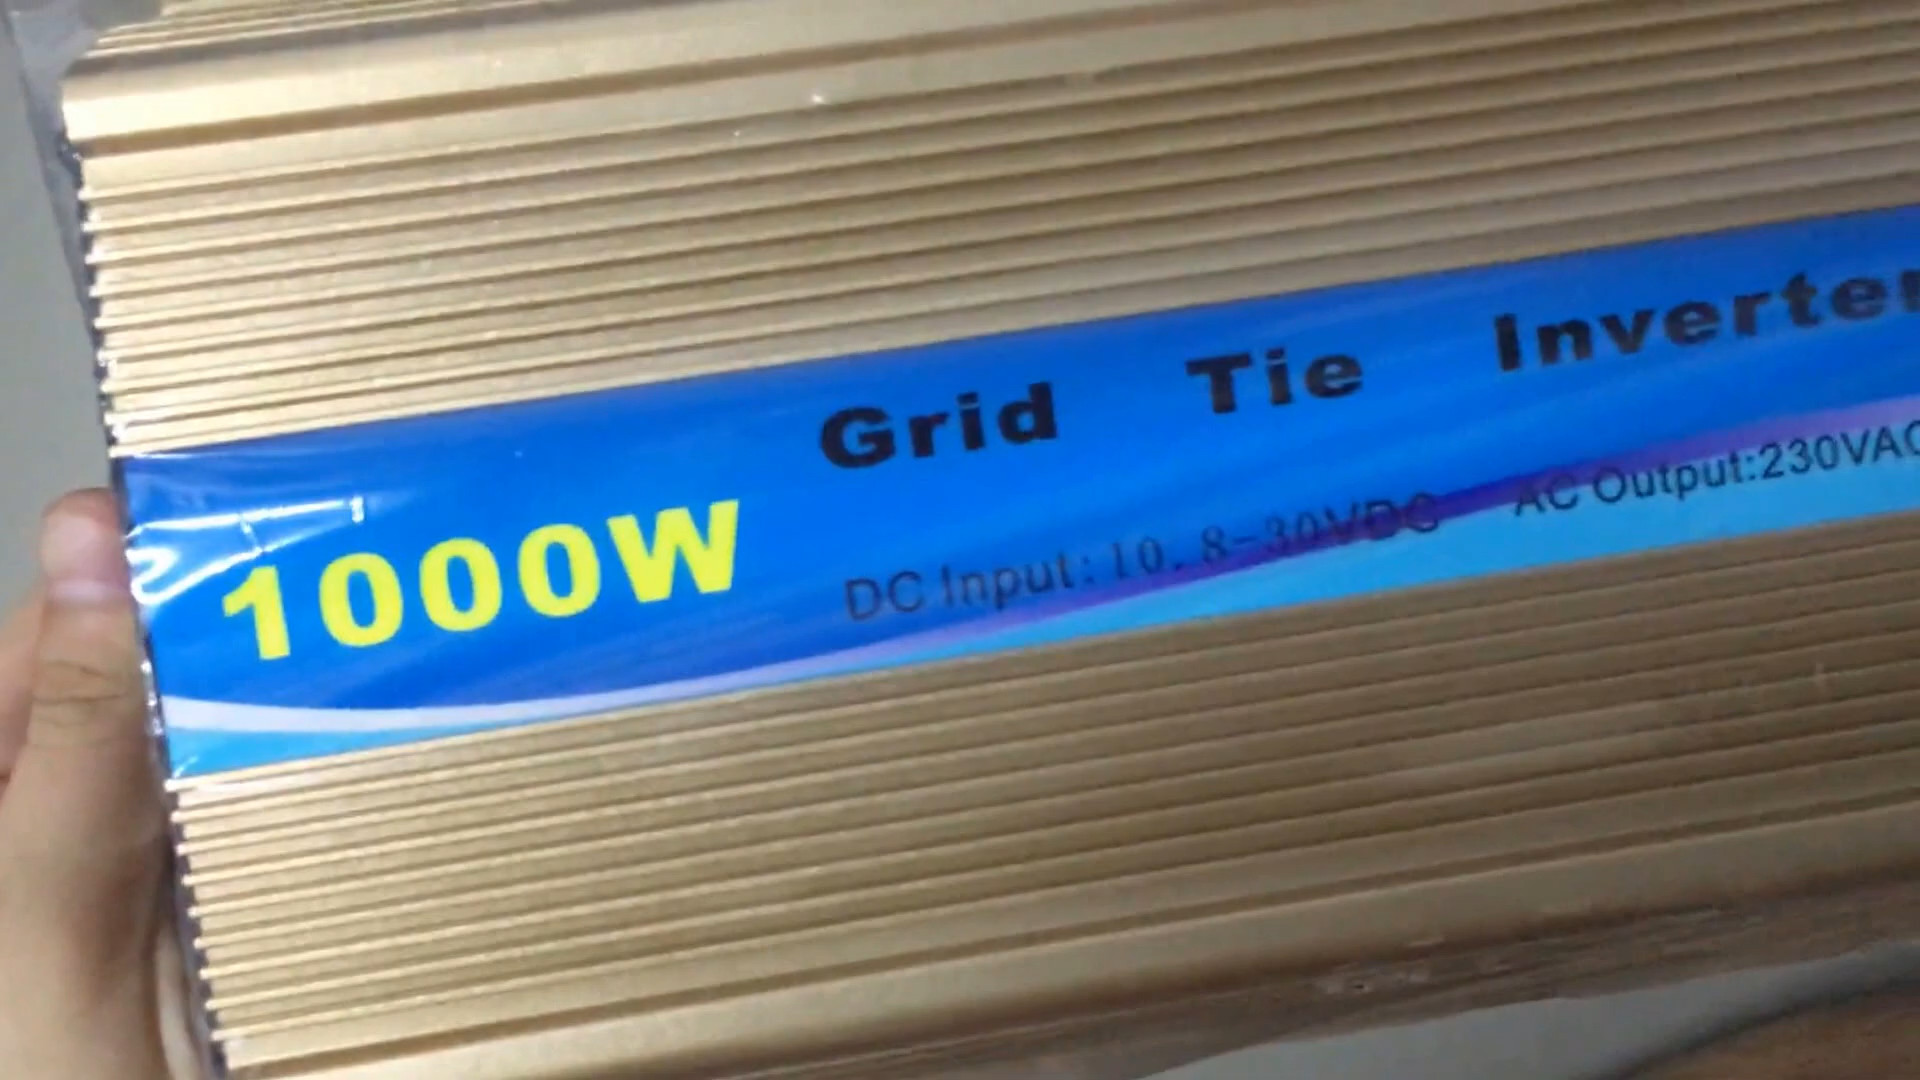 Grid Tie Inverter
1000W
DC Input: 10.8-30VDC AC Output:230VAC